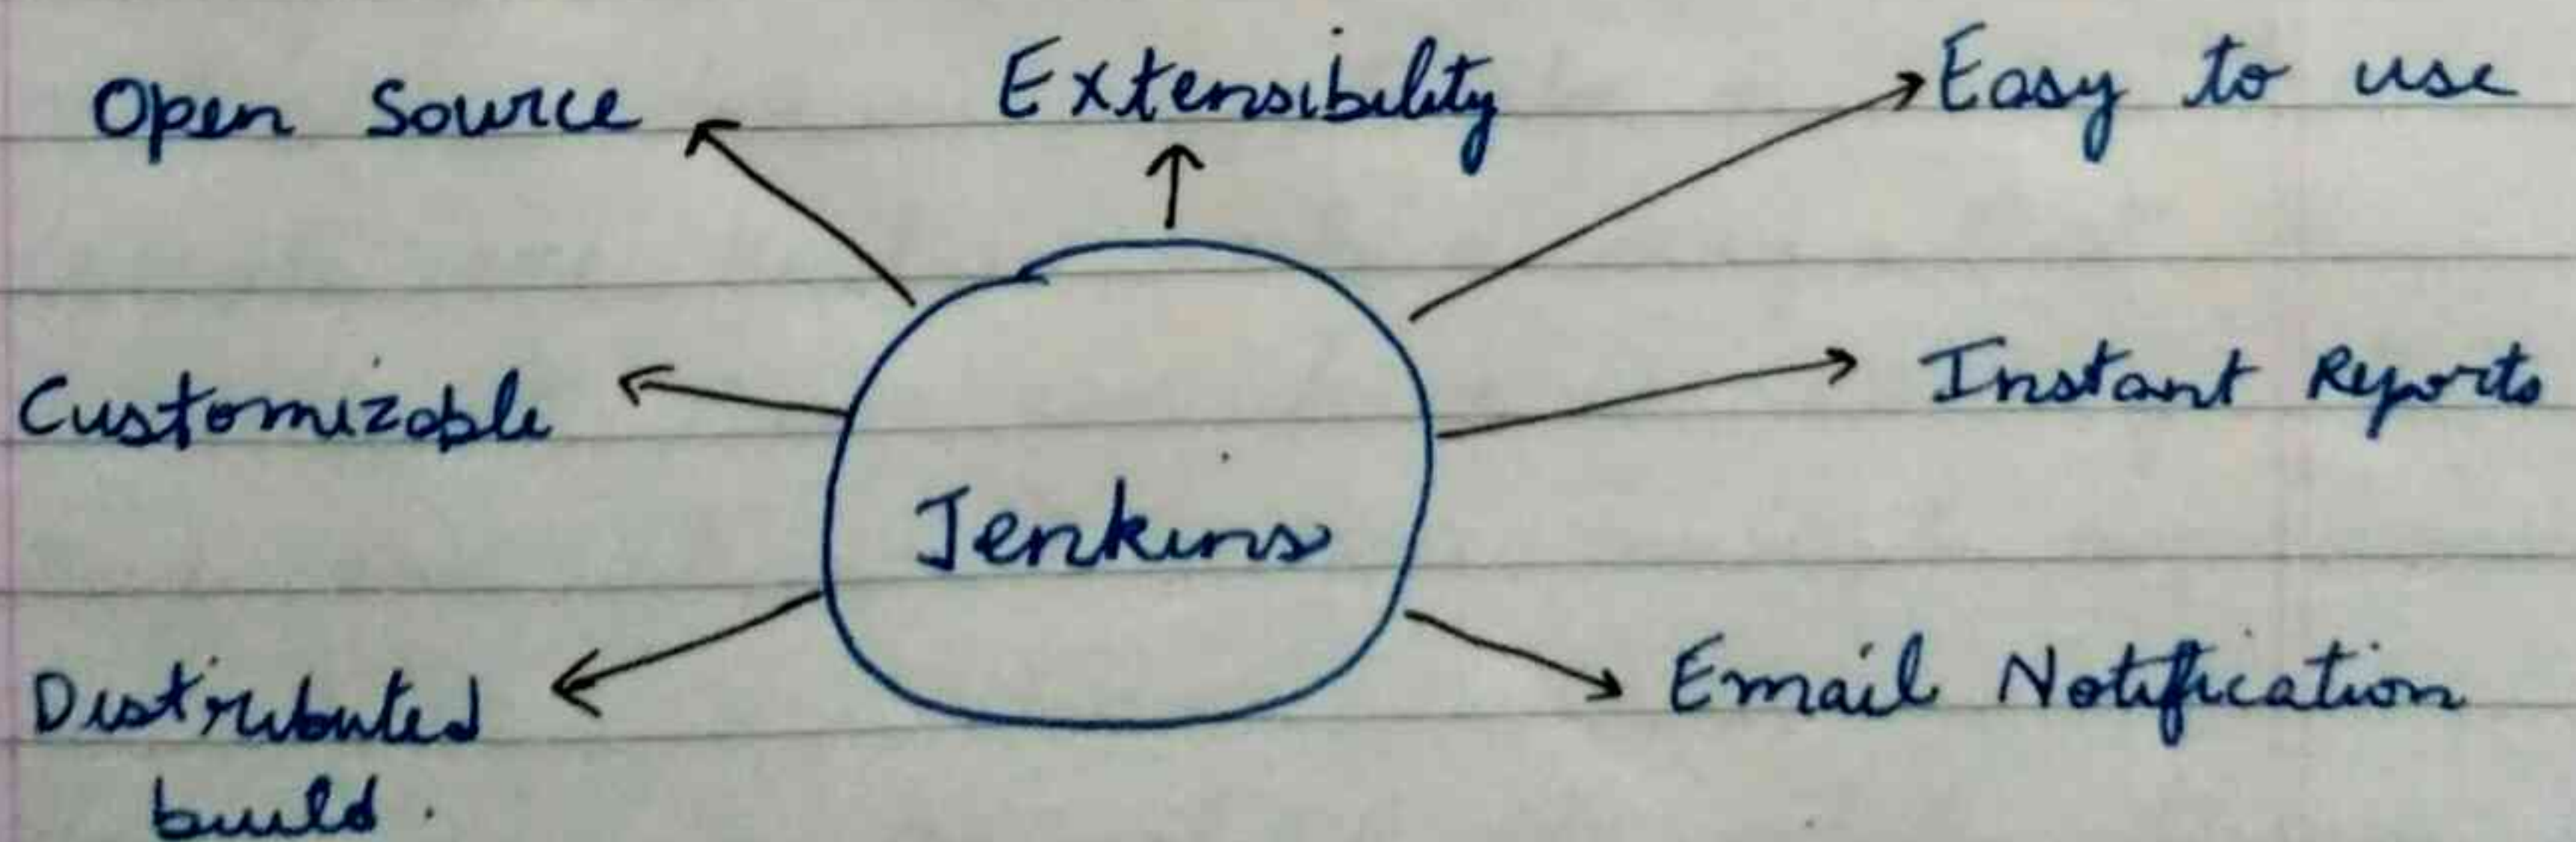 Open Source
Extensibility
Easy to use
Customizable
Instant Reports
Jenkins
Distributed
build.
Email Notification